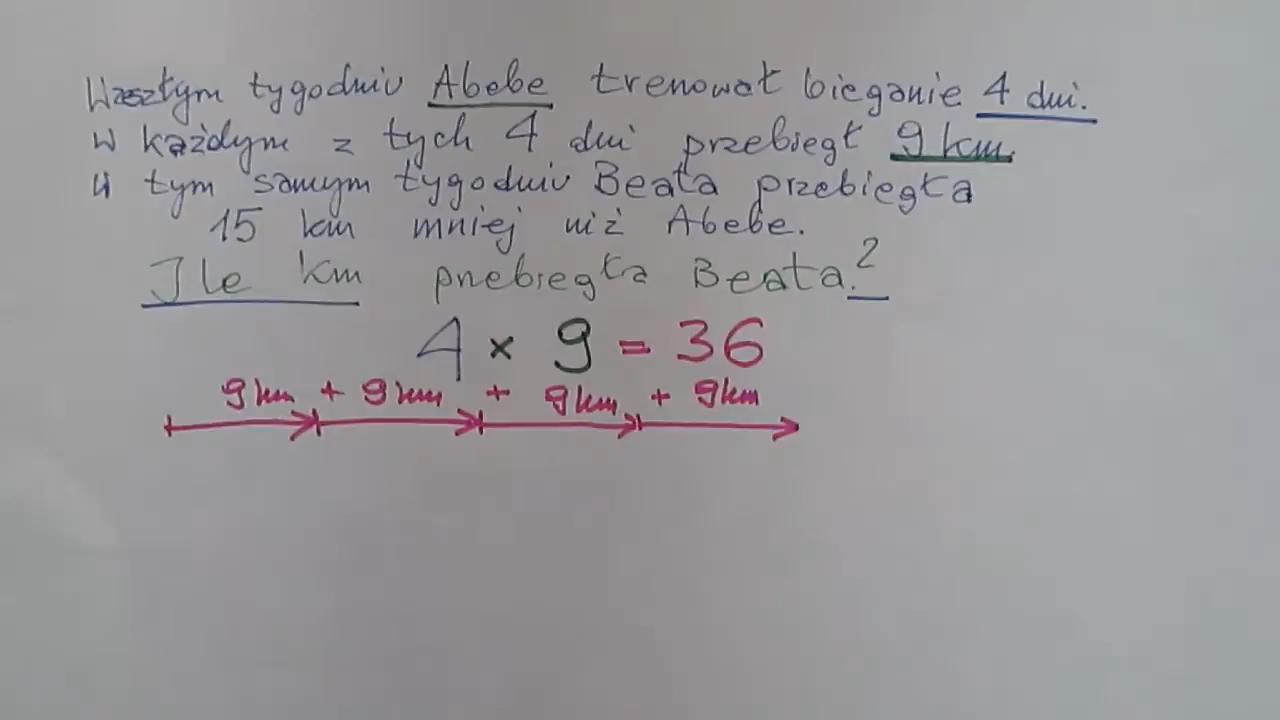 W zeszłym tygodniu Abebe trenował bieganie 4 dni.
W każdym z tych 4 dni przebiegł 9 km.
W tym samym tygodniu Beata przebiegła
15 km mniej niż Abebe.
Ile km przebiegła Beata?
4 × 9 = 36
9 km + 9 km + 9 km + 9 km